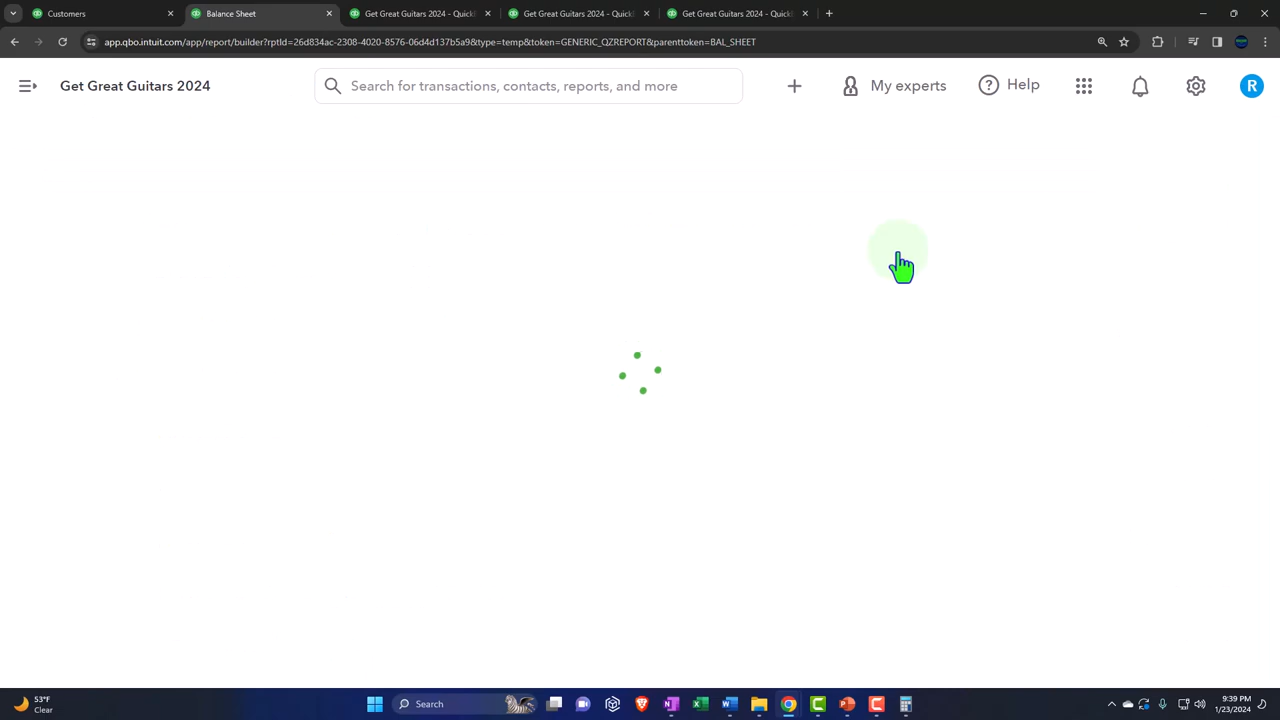 Customers
Balance Sheet
Get Great Guitars 2024 - QuickB
Get Great Guitars 2024 - QuickB
Get Great Guitars 2024 - QuickB
app.qbo.intuit.com/app/report/builder?rptId=26d834ac-2308-4020-8576-06d4d137b5a9&type=temp&token=GENERIC_QZREPORT&parenttoken=BAL_SHEET
Get Great Guitars 2024
Search for transactions, contacts, reports, and more
My experts
Help
R
53°F
Clear
Search
9:39 PM
1/23/2024